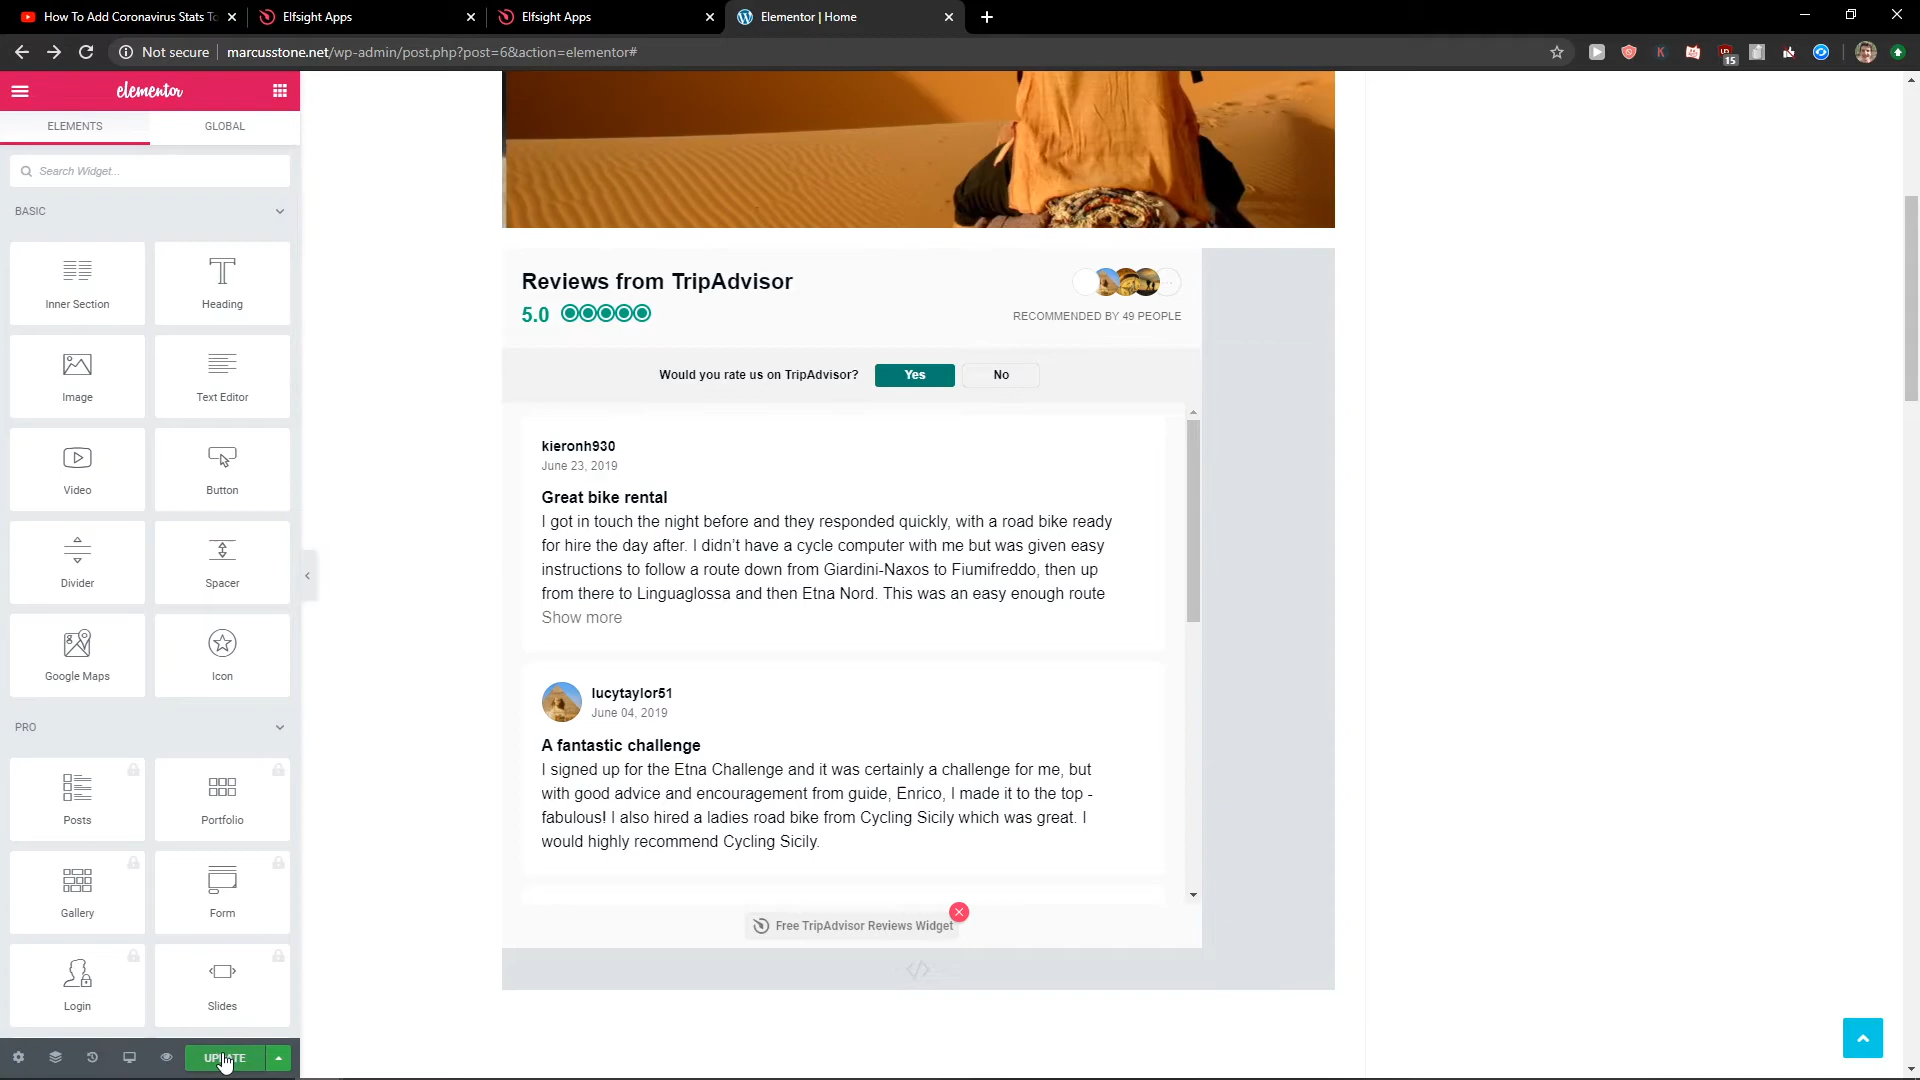 How To Add Coronavirus Stats To
Elfsight Apps
Elfsight Apps
Elementor | Home
Not secure
marcusstone.net/wp-admin/post.php?post=6&action=elementor#
15
elementor
ELEMENTS
GLOBAL
Search Widget...
BASIC
Inner Section
Heading
Image
Text Editor
Video
Button
Divider
Spacer
Google Maps
Icon
PRO
Posts
Portfolio
Gallery
Form
Login
Slides
UPDATE
Reviews from TripAdvisor
5.0
RECOMMENDED BY 49 PEOPLE
Would you rate us on TripAdvisor?
Yes
No
kieronh930
June 23, 2019
Great bike rental
I got in touch the night before and they responded quickly, with a road bike ready
for hire the day after. I didn’t have a cycle computer with me but was given easy
instructions to follow a route down from Giardini-Naxos to Fiumifreddo, then up
from there to Linguaglossa and then Etna Nord. This was an easy enough route
Show more
lucytaylor51
June 04, 2019
A fantastic challenge
I signed up for the Etna Challenge and it was certainly a challenge for me, but
with good advice and encouragement from guide, Enrico, I made it to the top -
fabulous! I also hired a ladies road bike from Cycling Sicily which was great. I
would highly recommend Cycling Sicily.
Free TripAdvisor Reviews Widget